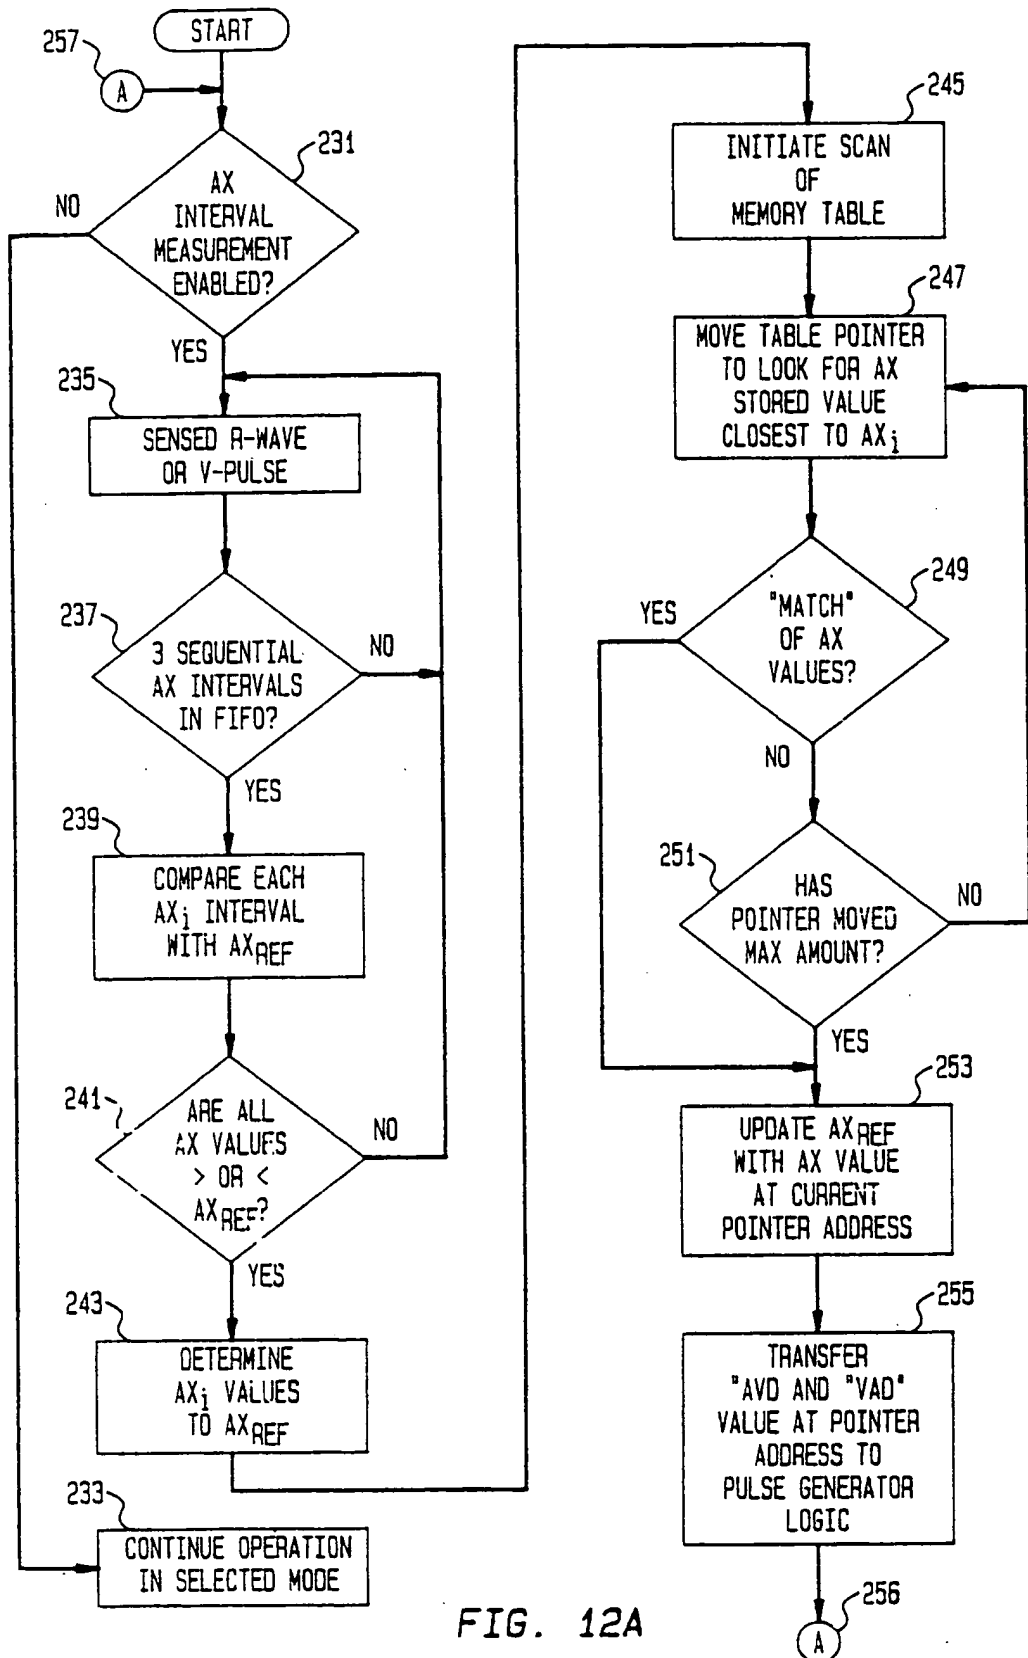 START
257
A
231
AX
INTERVAL
MEASUREMENT
ENABLED?
NO
YES
235
SENSED R-WAVE
OR V-PULSE
237
3 SEQUENTIAL
AX INTERVALS
IN FIFO?
NO
YES
239
COMPARE EACH
AXi INTERVAL
WITH AXREF
241
ARE ALL
AX VALUES
> OR <
AXREF?
NO
YES
243
DETERMINE
AXi VALUES
TO AXREF
233
CONTINUE OPERATION
IN SELECTED MODE
245
INITIATE SCAN
OF
MEMORY TABLE
247
MOVE TABLE POINTER
TO LOOK FOR AX
STORED VALUE
CLOSEST TO AXi
249
"MATCH"
OF AX
VALUES?
YES
NO
251
HAS
POINTER MOVED
MAX AMOUNT?
NO
YES
253
UPDATE AXREF
WITH AX VALUE
AT CURRENT
POINTER ADDRESS
255
TRANSFER
"AVD AND "VAD"
VALUE AT POINTER
ADDRESS TO
PULSE GENERATOR
LOGIC
256
A
FIG. 12A